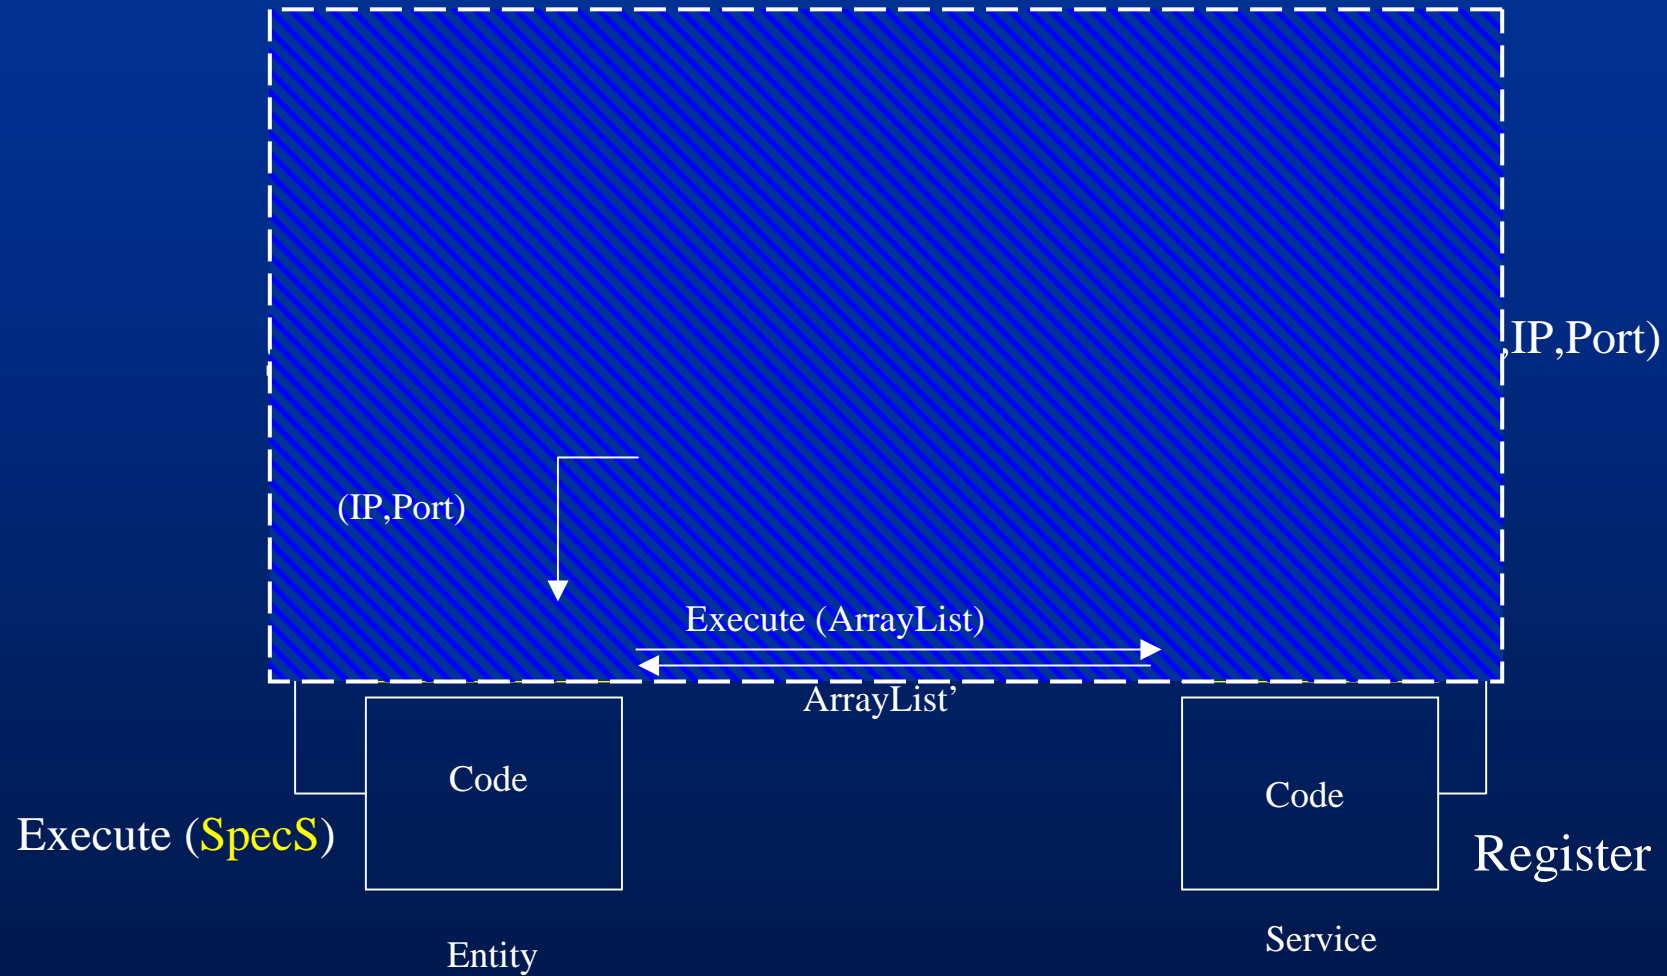 ,IP,Port)
(IP,Port)
Execute (ArrayList)
ArrayList’
Code
Code
Execute (SpecS)
Register
Service
Entity